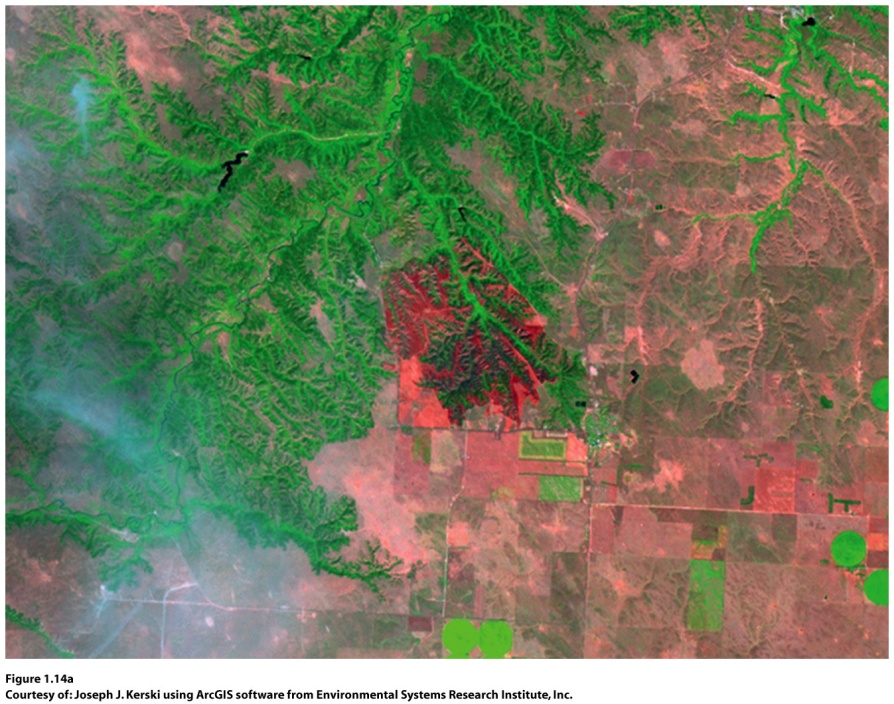 Figure 1.14a
Courtesy of: Joseph J. Kerski using ArcGIS software from Environmental Systems Research Institute, Inc.